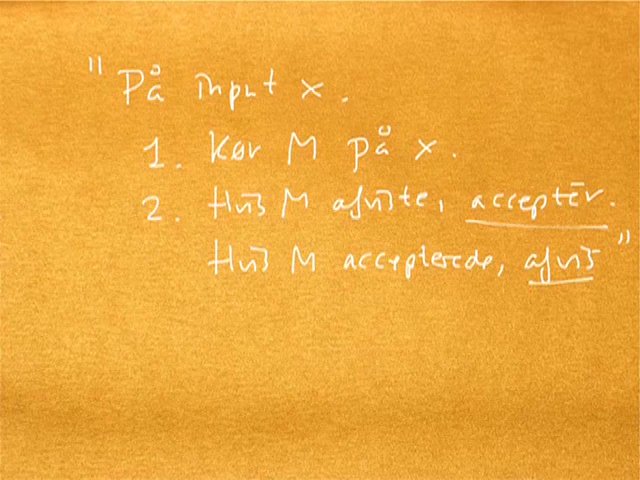 "På input x.
1. Kør M på x.
2. Hvis M afviste, acceptér.
Hvis M accepterede, afvis"